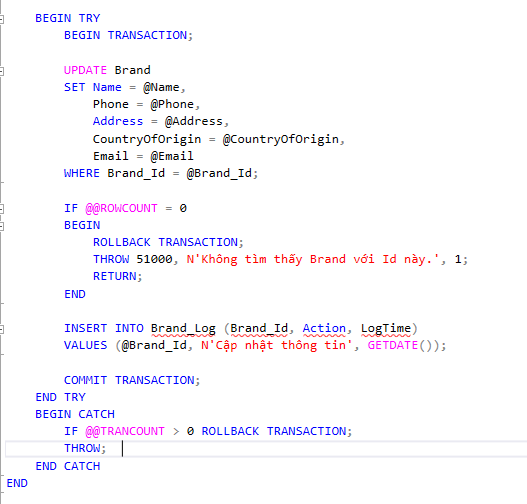 BEGIN TRY
BEGIN TRANSACTION;
UPDATE Brand
SET Name = @Name,
Phone = @Phone,
Address = @Address,
CountryOfOrigin = @CountryOfOrigin,
Email = @Email
WHERE Brand_Id = @Brand_Id;
IF @@ROWCOUNT = 0
BEGIN
ROLLBACK TRANSACTION;
THROW 51000, N'Không tìm thấy Brand với Id này.', 1;
RETURN;
END
INSERT INTO Brand_Log (Brand_Id, Action, LogTime)
VALUES (@Brand_Id, N'Cập nhật thông tin', GETDATE());
COMMIT TRANSACTION;
END TRY
BEGIN CATCH
IF @@TRANCOUNT > 0 ROLLBACK TRANSACTION;
THROW;
END CATCH
END